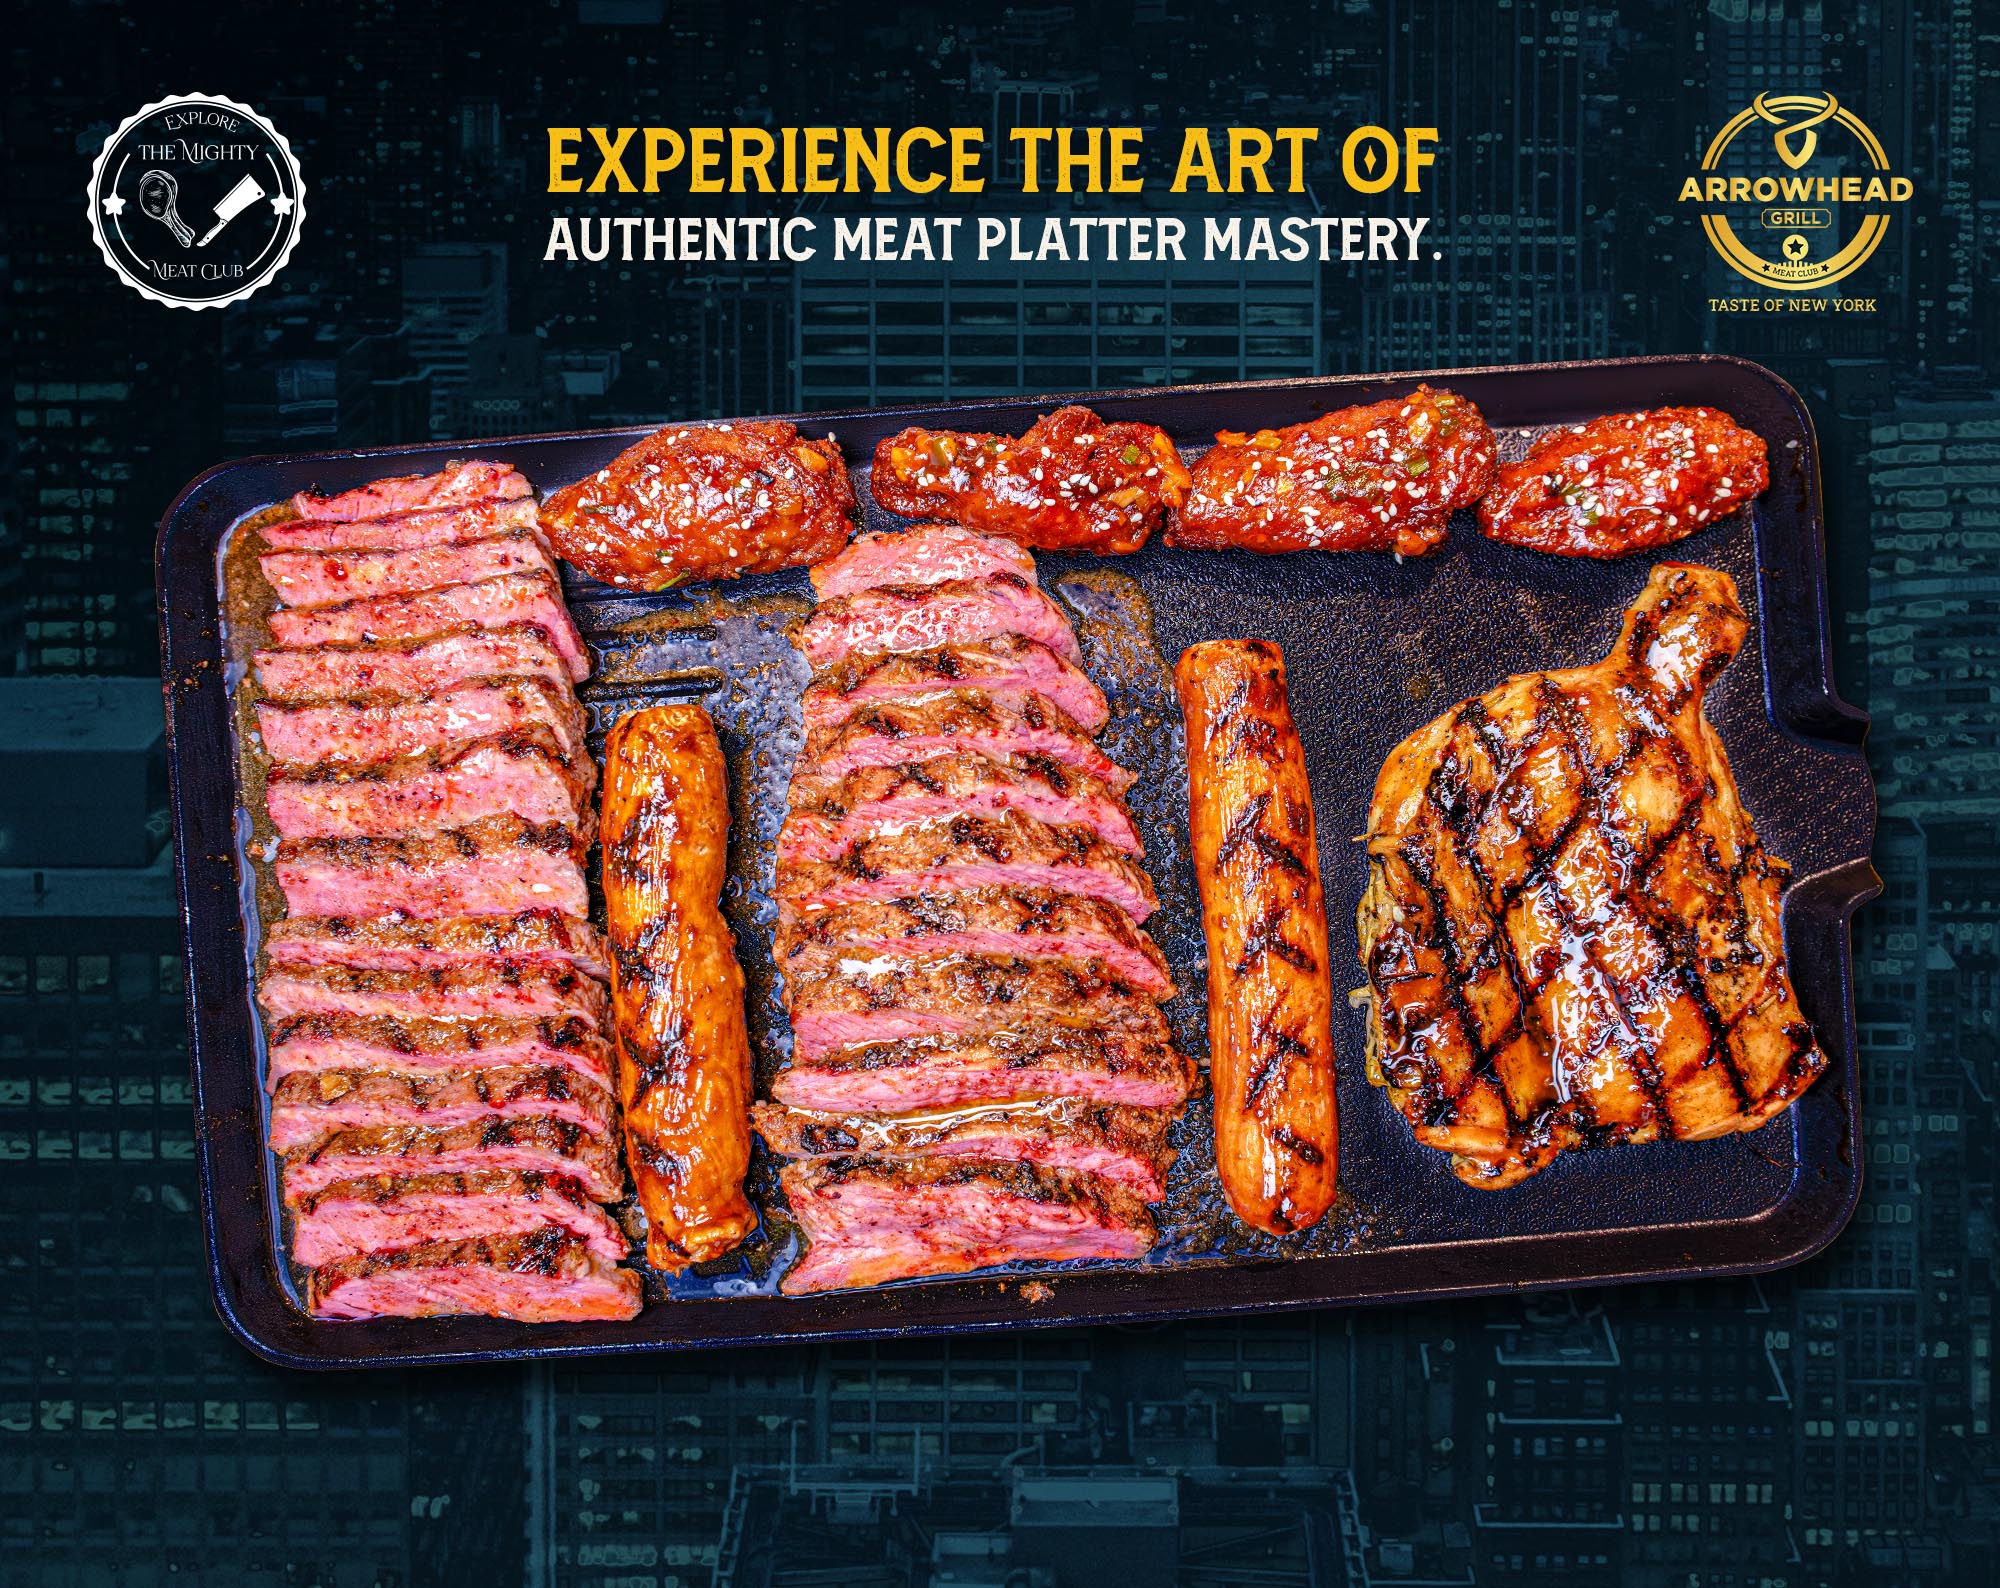 EXPLORE
THE MIGHTY
MEAT CLUB
EXPERIENCE THE ART OF
AUTHENTIC MEAT PLATTER MASTERY.
ARROWHEAD
GRILL
MEAT CLUB
TASTE OF NEW YORK